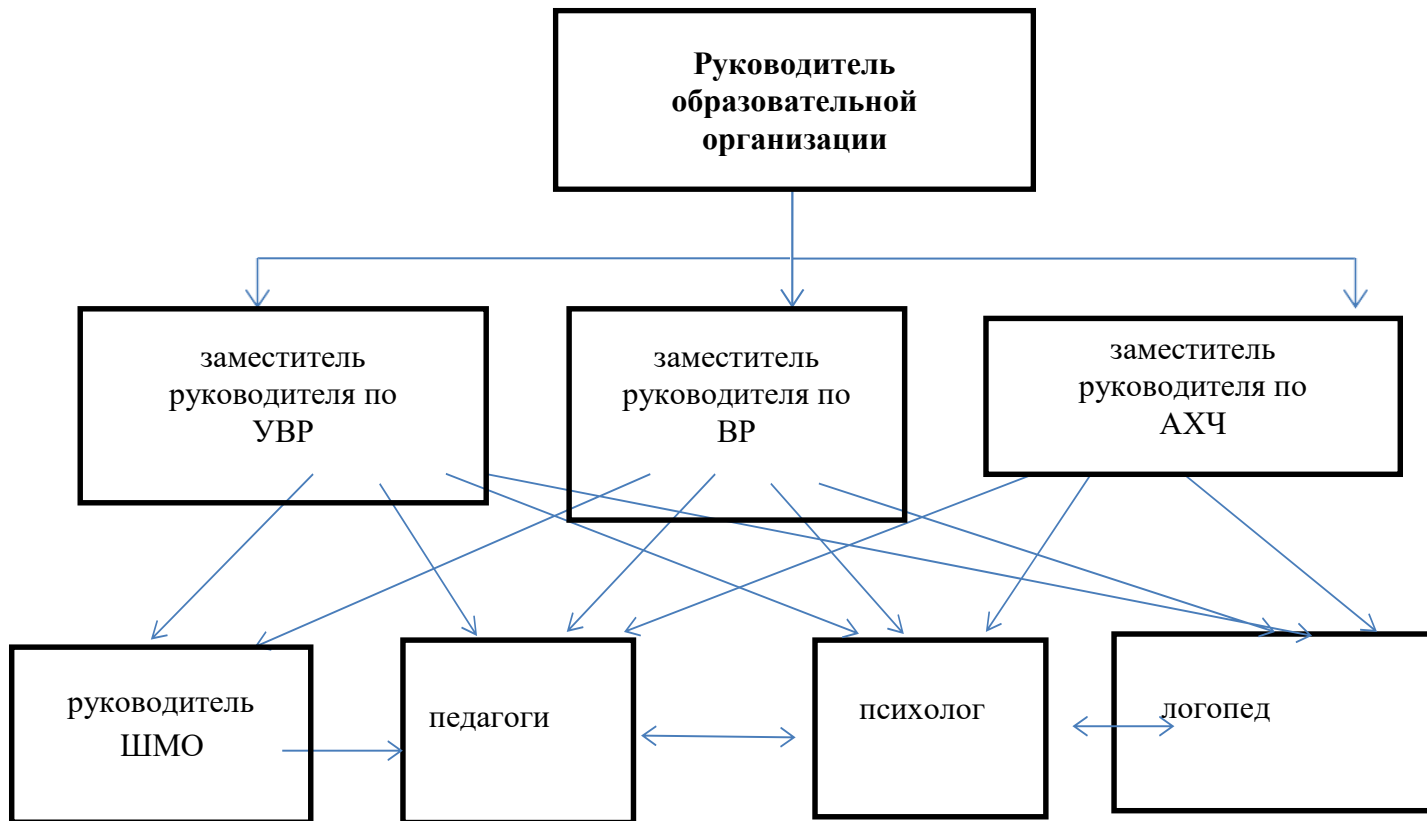 Руководитель
образовательной
организации
заместитель
руководителя по
УВР
заместитель
руководителя по
ВР
заместитель
руководителя по
АХЧ
руководитель
ШМО
педагоги
психолог
логопед